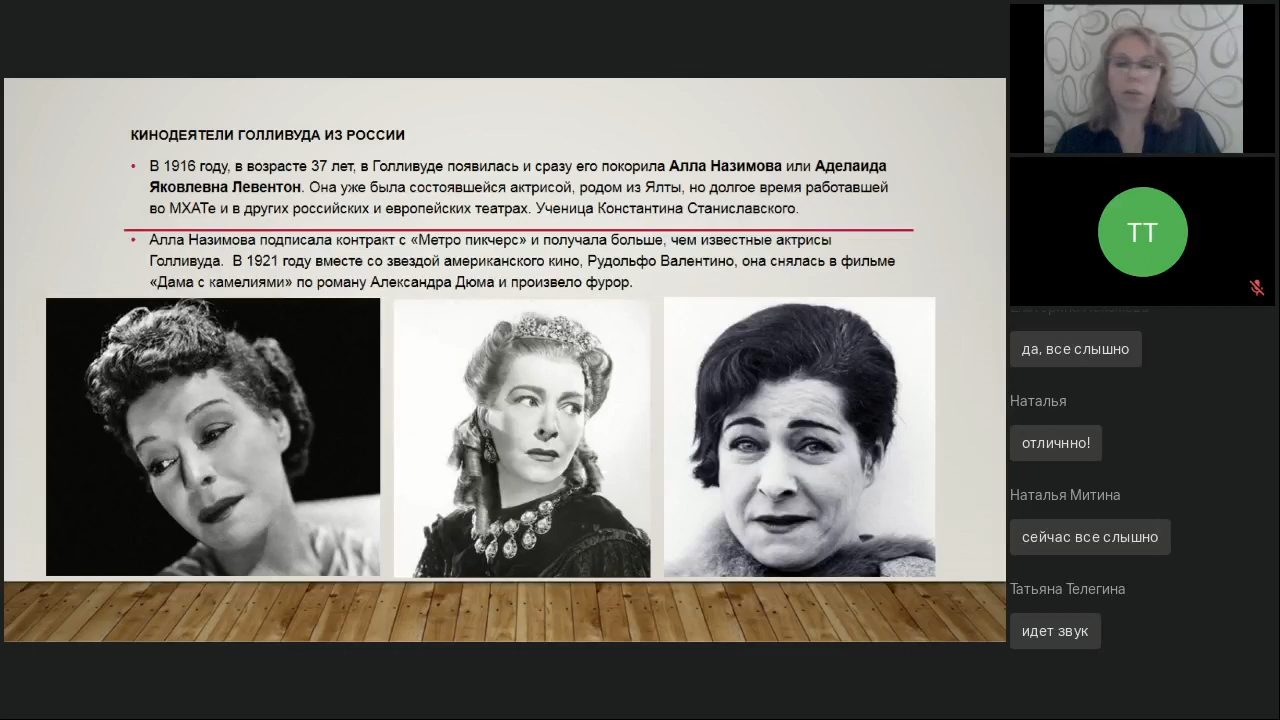 КИНОДЕЯТЕЛИ ГОЛЛИВУДА ИЗ РОССИИ
• В 1916 году, в возрасте 37 лет, в Голливуде появилась и сразу его покорила Алла Назимова или Аделаида
Яковлевна Левентон. Она уже была состоявшейся актрисой, родом из Ялты, но долгое время работавшей
во МХАТе и в других российских и европейских театрах. Ученица Константина Станиславского.
• Алла Назимова подписала контракт с «Метро пикчерс» и получала больше, чем известные актрисы
Голливуда. В 1921 году вместе со звездой американского кино, Рудольфо Валентино, она снялась в фильме
«Дама с камелиями» по роману Александра Дюма и произвело фурор.
ТТ
да, все слышно
Наталья
отличнно!
Наталья Митина
сейчас все слышно
Татьяна Телегина
идет звук